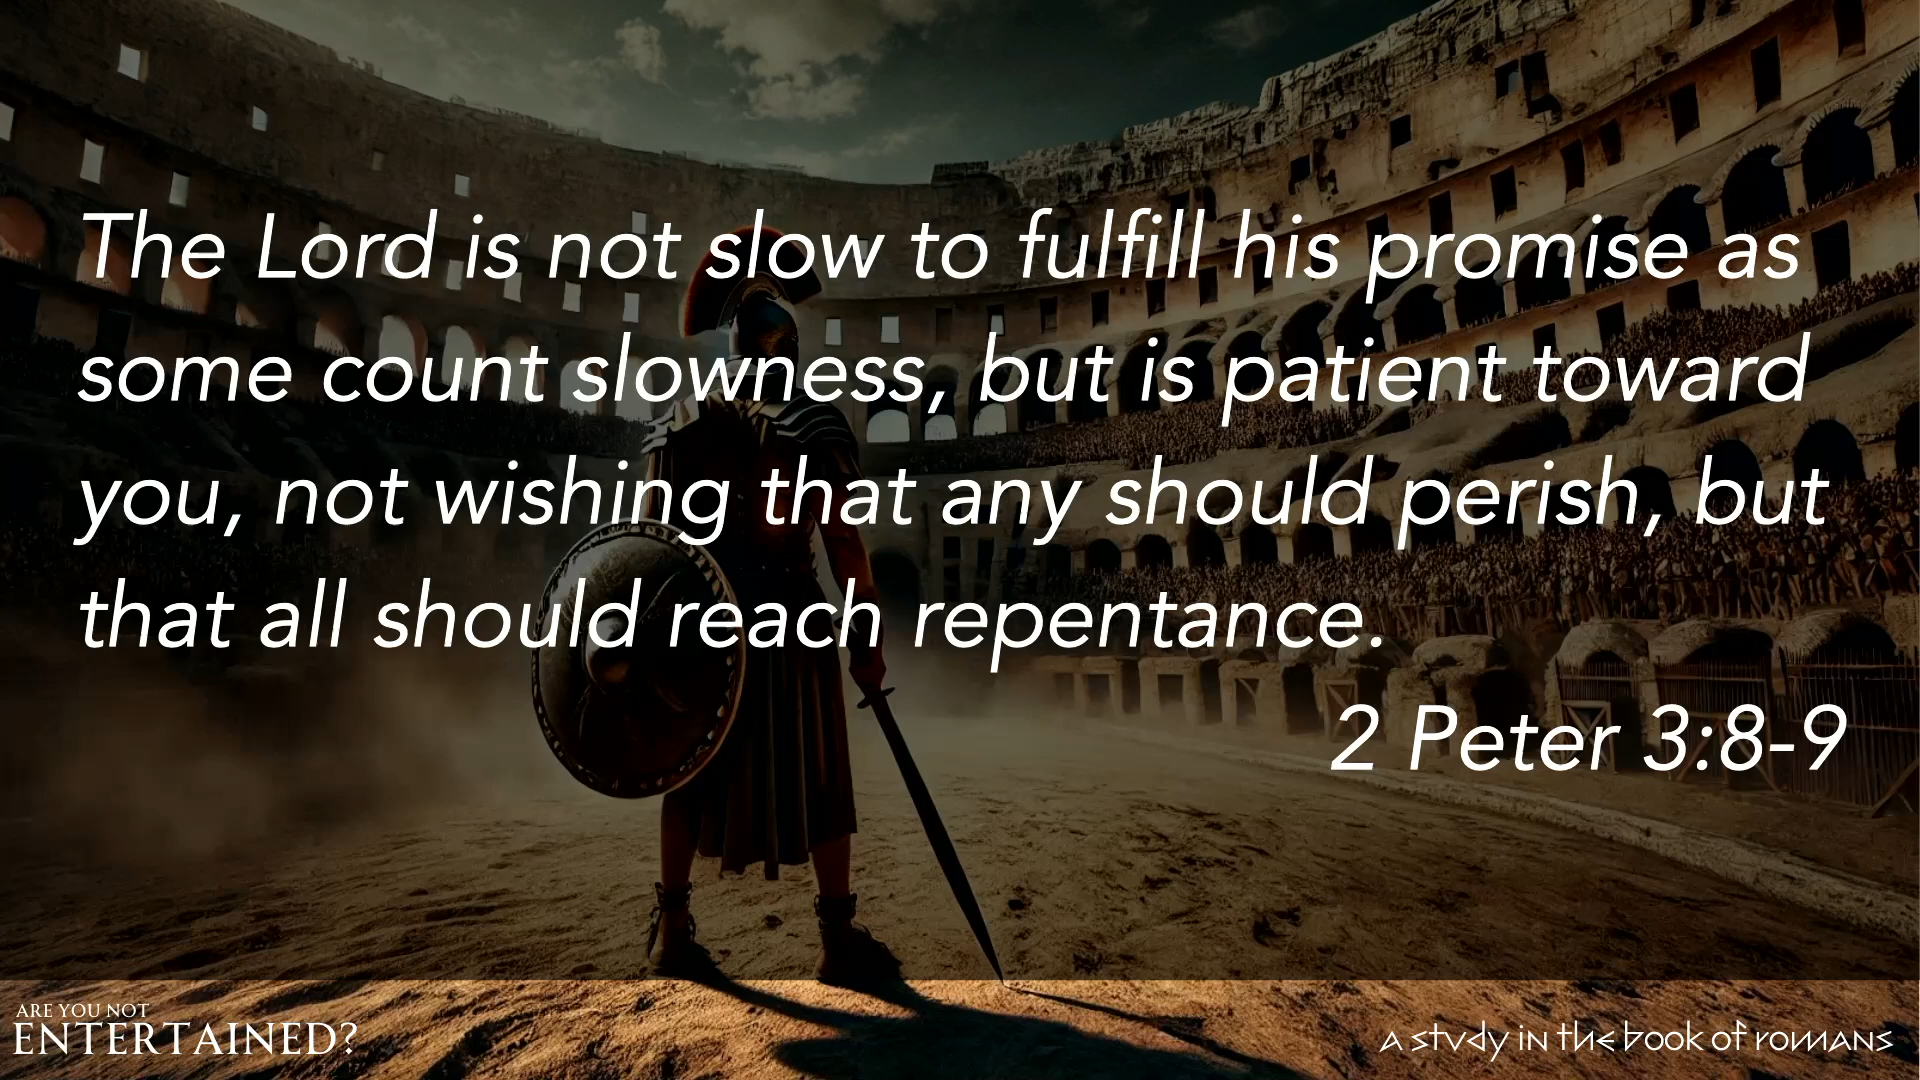 The Lord is not slow to fulfill his promise as
some count slowness, but is patient toward
you, not wishing that any should perish, but
that all should reach repentance.
2 Peter 3:8-9
ARE YOU NOT
ENTERTAINED?
a study in the book of romans